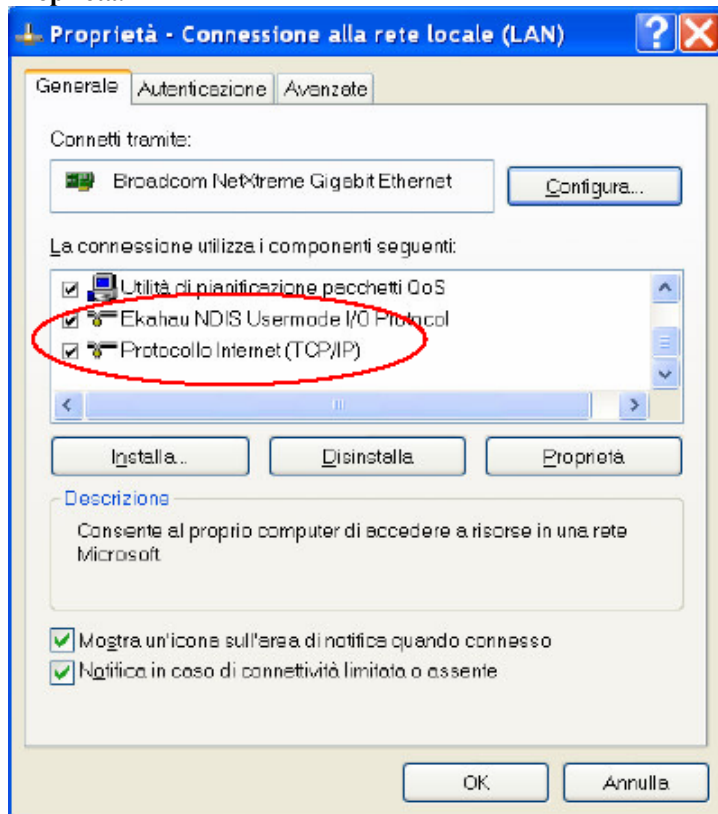 Proprietà - Connessione alla rete locale (LAN)
Generale Autenticazione Avanzate
Connetti tramite:
Broadcom NetXtreme Gigabit Ethernet Configura...
La connessione utilizza i componenti seguenti:
Utilità di pianificazione pacchetti QoS
Ekahau NDIS Usermode I/O Protocol
Protocollo Internet (TCP/IP)
Installa... Disinstalla Proprietà
Descrizione
Consente al proprio computer di accedere a risorse in una rete
Microsoft
Mostra un'icona sull'area di notifica quando connesso
Notifica in caso di connettività limitata o assente
OK Annulla